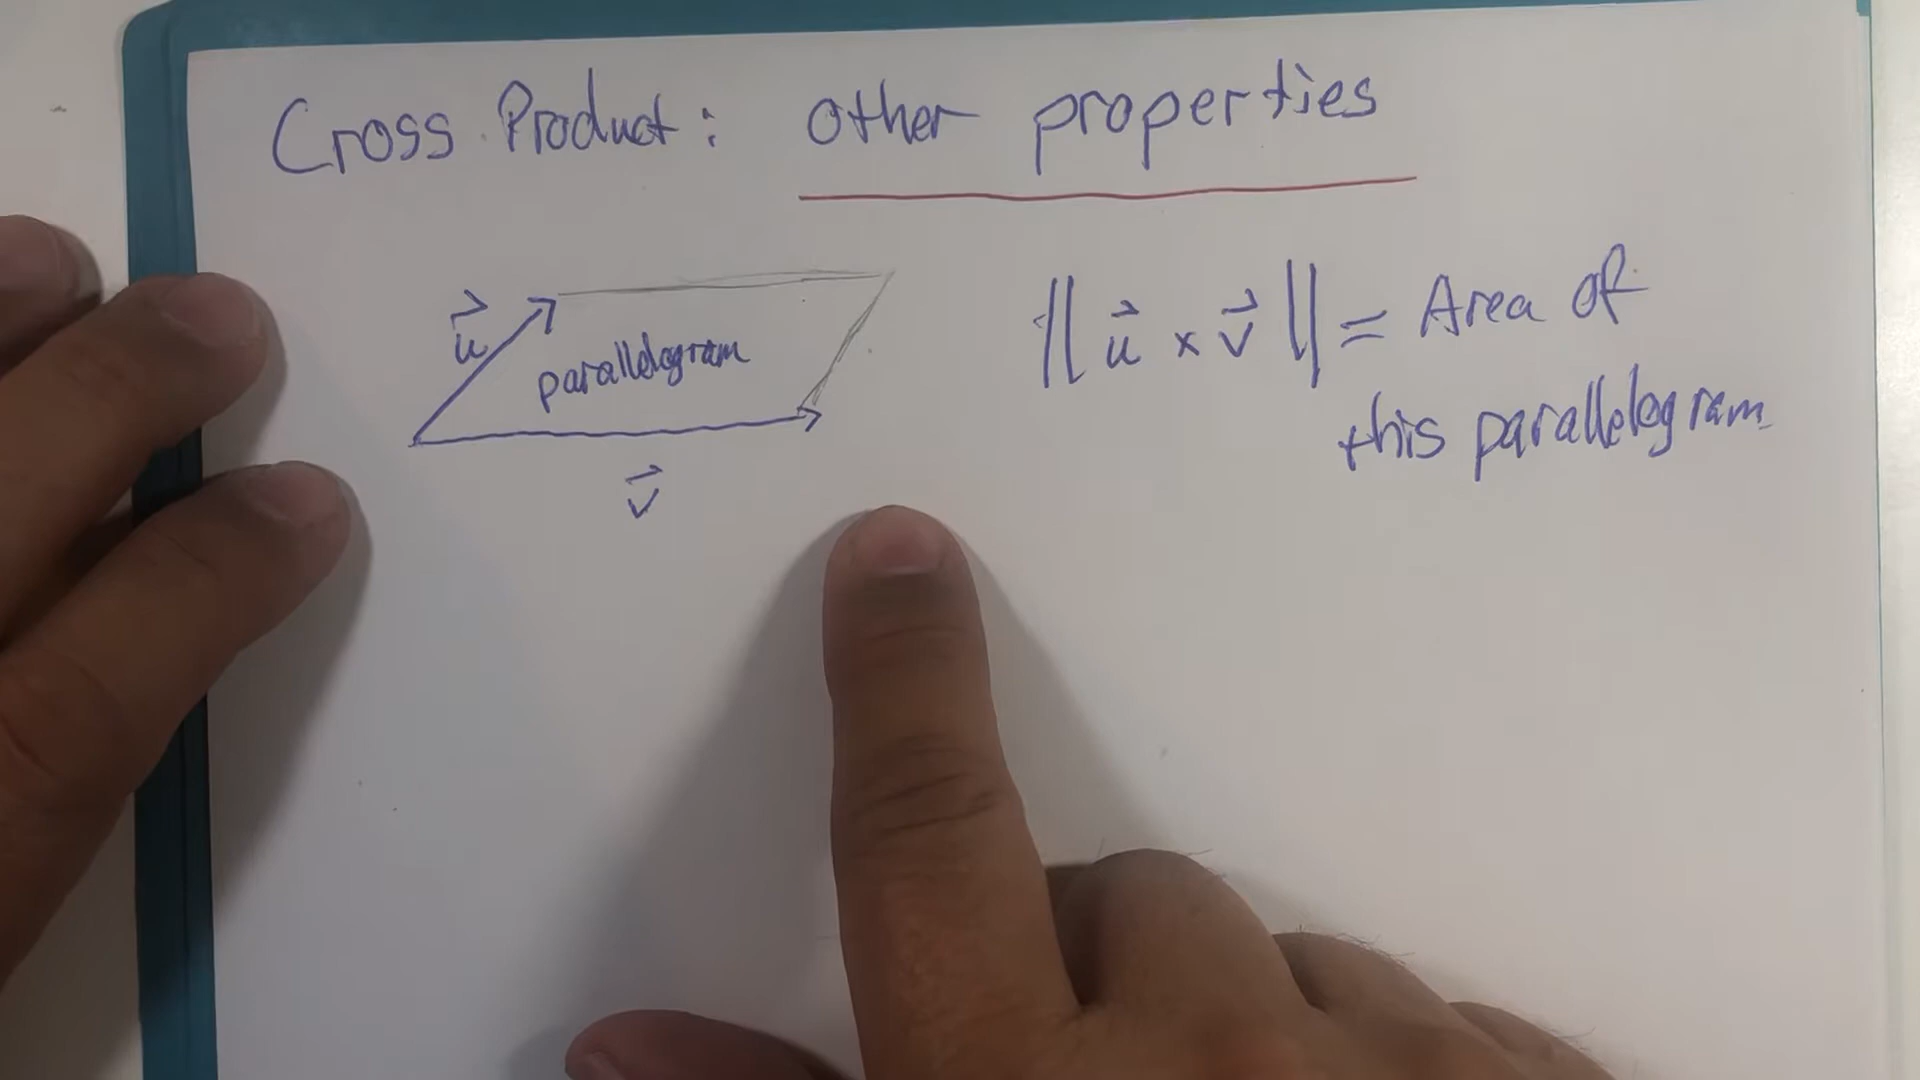 Cross Product: other properties
u⃗
parallelogram
v⃗
‖ u⃗ × v⃗ ‖ = Area of
this parallelogram